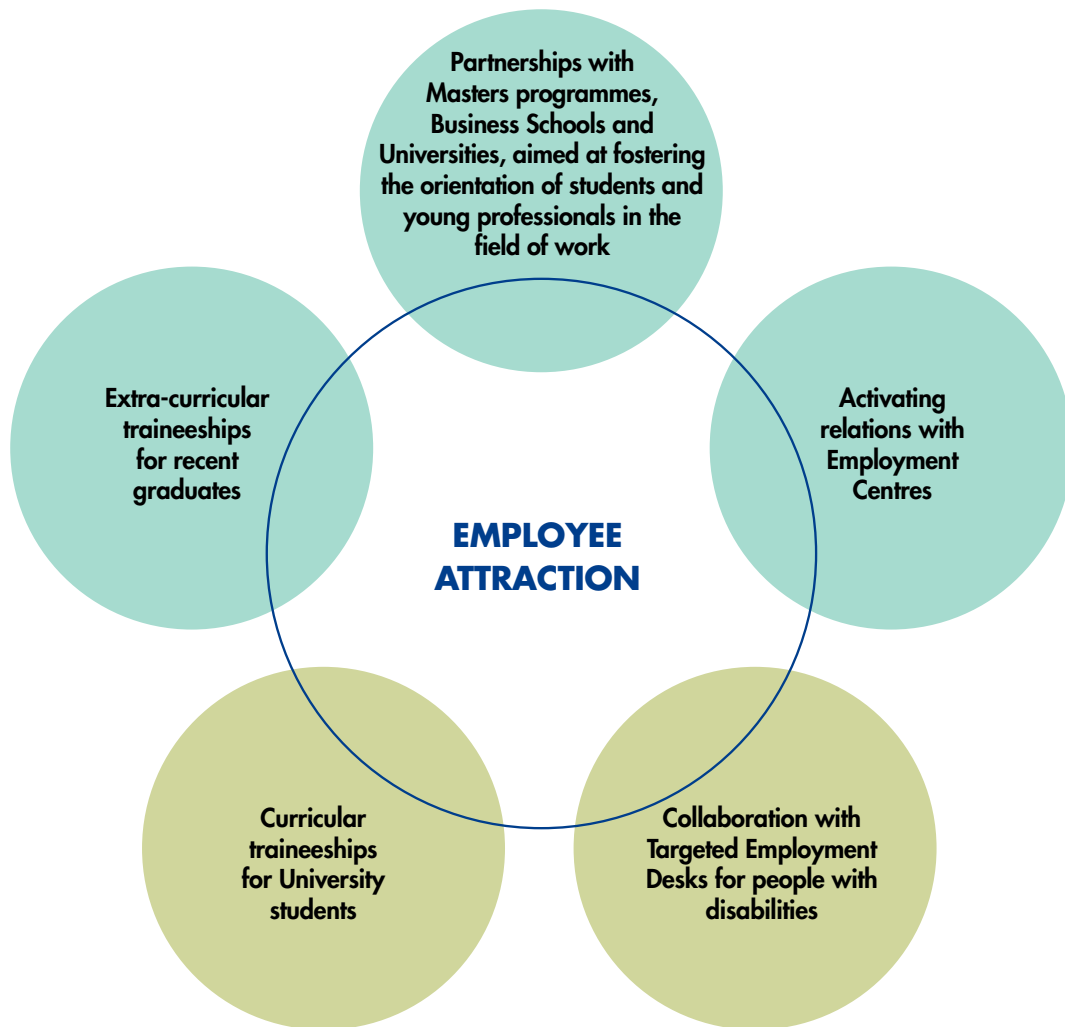 Partnerships with
Masters programmes,
Business Schools and
Universities, aimed at fostering
the orientation of students and
young professionals in the
field of work
Extra-curricular
traineeships
for recent
graduates
Activating
relations with
Employment
Centres
EMPLOYEE
ATTRACTION
Curricular
traineeships
for University
students
Collaboration with
Targeted Employment
Desks for people with
disabilities